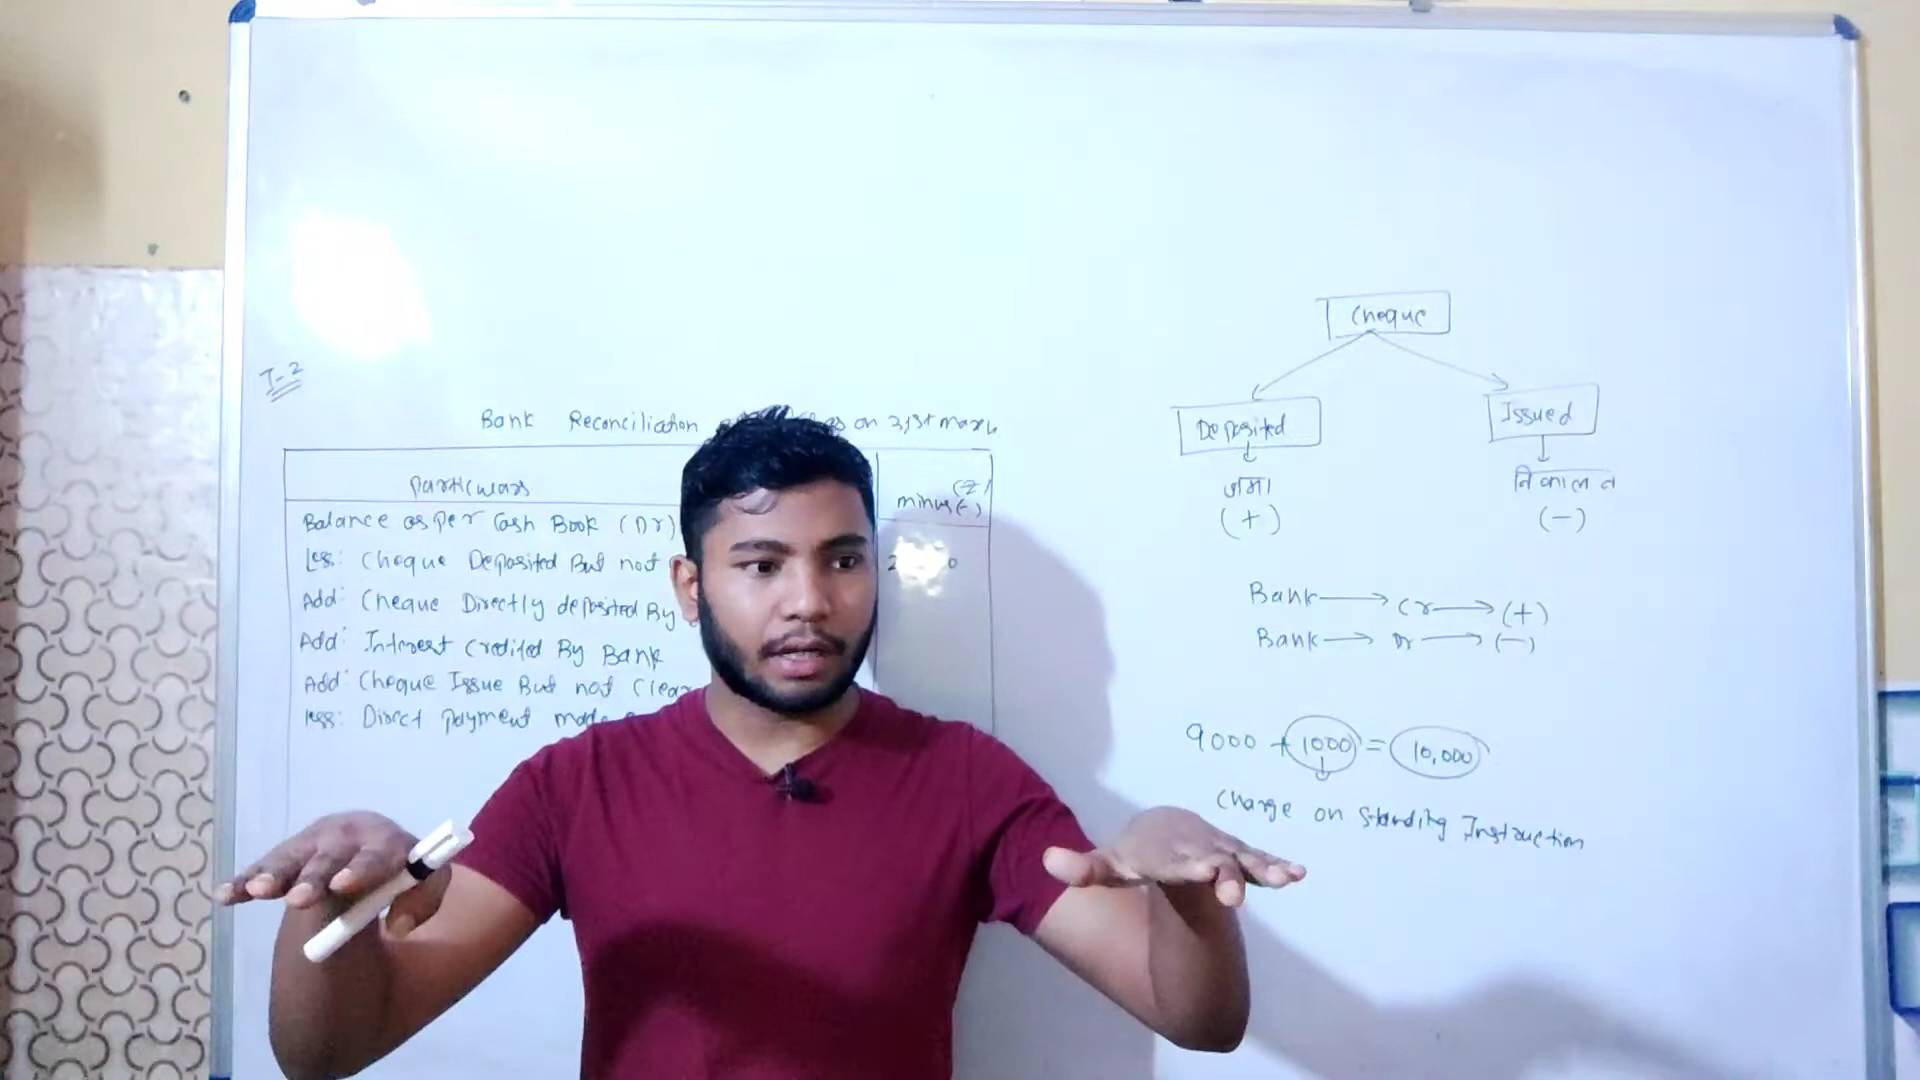 T-2
Bank Reconciliation as on 31st march
Particulars
(₹)
minus(-)
Balance as per Cash Book (Dr)
Less: Cheque Deposited But not
Add: Cheque Directly deposited By
Add: Interest Credited By Bank
Add: Cheque Issue But not Clear
Less: Direct payment made
Cheque
Deposited
Issued
जमा
(+)
(-)
Bank → Cr → (+)
Bank → Dr → (-)
9000 + 1000 = 10,000
Charge on Standing Instruction